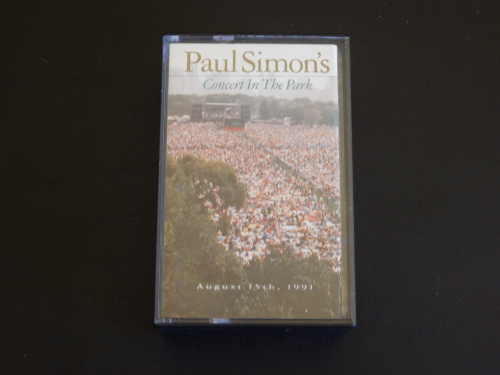 Paul Simon's
Concert In The Park
August 15th, 1991